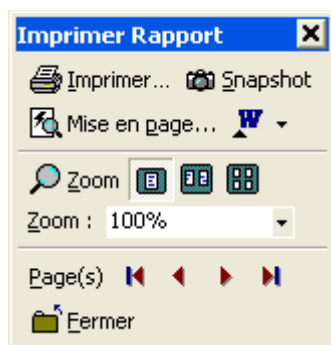 Imprimer Rapport
Imprimer... Snapshot
Mise en page... W
Zoom
Zoom : 100%
Page(s)
Fermer